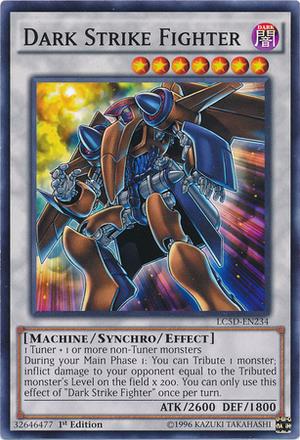 DARK STRIKE FIGHTER
DARK
闇
LC5D-EN234
[MACHINE/SYNCHRO/EFFECT]
1 Tuner + 1 or more non-Tuner monsters
During your Main Phase 1: You can Tribute 1 monster;
inflict damage to your opponent equal to the Tributed
monster's Level on the field x 200. You can only use this
effect of "Dark Strike Fighter" once per turn.
ATK/2600 DEF/1800
32646477 1st Edition ©1996 KAZUKI TAKAHASHI